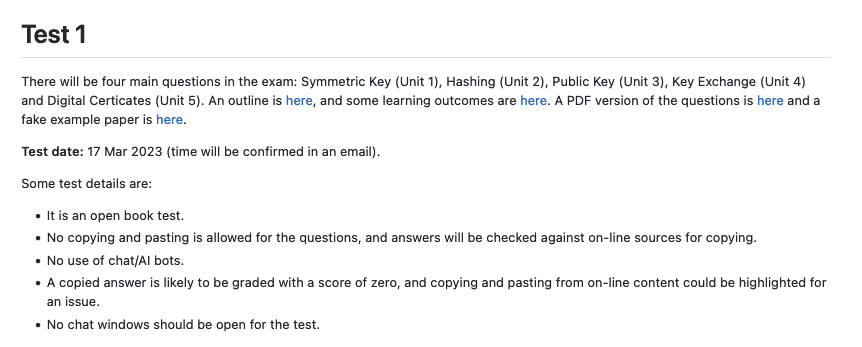 Test 1
There will be four main questions in the exam: Symmetric Key (Unit 1), Hashing (Unit 2), Public Key (Unit 3), Key Exchange (Unit 4)
and Digital Certicates (Unit 5). An outline is here, and some learning outcomes are here. A PDF version of the questions is here and a
fake example paper is here.
Test date: 17 Mar 2023 (time will be confirmed in an email).
Some test details are:
• It is an open book test.
• No copying and pasting is allowed for the questions, and answers will be checked against on-line sources for copying.
• No use of chat/AI bots.
• A copied answer is likely to be graded with a score of zero, and copying and pasting from on-line content could be highlighted for
an issue.
• No chat windows should be open for the test.